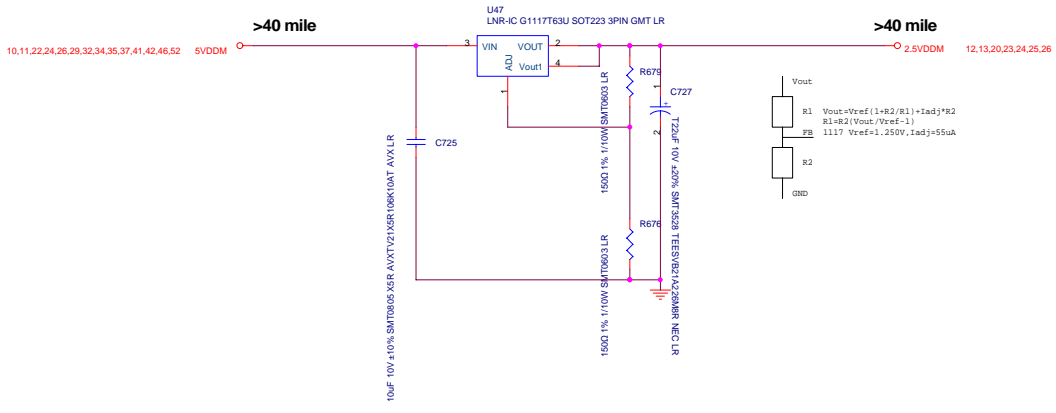 U47
LNR-IC G1117T63U SOT223 3PIN GMT LR
>40 mile
>40 mile
10,11,22,24,26,29,32,34,35,37,41,42,46,52
5VDDM
3
VIN
VOUT
2
ADJ
Vout1
4
1
2.5VDDM
12,13,20,23,24,25,26
R679
150Ω 1% 1/10W SMT0603 LR
1
C727
+
2
T22uF 10V ±20% SMT3528 TEESVB21A226M8R NEC LR
C725
10uF 10V ±10% SMT0805 X5R AVXTV21X5R106K10AT AVX LR
R676
150Ω 1% 1/10W SMT0603 LR
Vout
R1
Vout=Vref(1+R2/R1)+Iadj*R2
R1=R2(Vout/Vref-1)
FB
1117 Vref=1.250V,Iadj=55uA
R2
GND